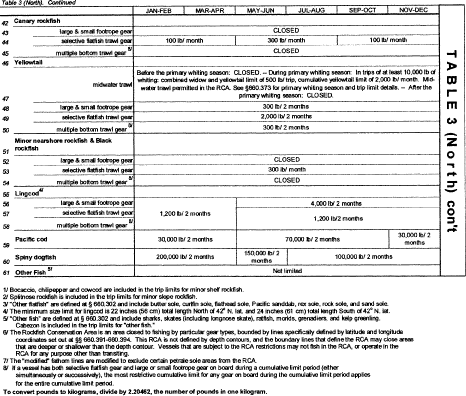 Table 3 (North). Continued
JAN-FEB MAR-APR MAY-JUN JUL-AUG SEP-OCT NOV-DEC
42 Canary rockfish
43 large & small footrope gear CLOSED
44 selective flatfish trawl gear 100 lb/ month 300 lb/ month 100 lb/ month
45 multiple bottom trawl gear 8/ CLOSED
46 Yellowtail
47 midwater trawl
Before the primary whiting season: CLOSED. -- During primary whiting season: In trips of at least 10,000 lb of
whiting: combined widow and yellowtail limit of 500 lb/ trip, cumulative yellowtail limit of 2,000 lb/ month. Mid-
water trawl permitted in the RCA. See §660.373 for primary whiting season and trip limit details. -- After the
primary whiting season: CLOSED.
48 large & small footrope gear 300 lb/ 2 months
49 selective flatfish trawl gear 2,000 lb/ 2 months
50 multiple bottom trawl gear 8/ 300 lb/ 2 months
51 Minor nearshore rockfish & Black
rockfish
52 large & small footrope gear CLOSED
53 selective flatfish trawl gear 300 lb/ month
54 multiple bottom trawl gear 8/ CLOSED
55 Lingcod 4/
56 large & small footrope gear 1,200 lb/ 2 months 4,000 lb/ 2 months
57 selective flatfish trawl gear 1,200 lb/ 2 months
58 multiple bottom trawl gear 8/
59 Pacific cod 30,000 lb/ 2 months 70,000 lb/ 2 months 30,000 lb/ 2 months
60 Spiny dogfish 200,000 lb/ 2 months 150,000 lb/ 2 months 100,000 lb/ 2 months
61 Other Fish 5/ Not limited
TABLE 3 (North) con't
1/ Bocaccio, chilipepper and cowcod are included in the trip limits for minor shelf rockfish.
2/ Splitnose rockfish is included in the trip limits for minor slope rockfish.
3/ "Other flatfish" are defined at § 660.302 and include butter sole, curlfin sole, flathead sole, Pacific sanddab, rex sole, rock sole, and sand sole.
4/ The minimum size limit for lingcod is 22 inches (56 cm) total length North of 42° N. lat. and 24 inches (61 cm) total length South of 42° N. lat.
5/ "Other fish" are defined at § 660.302 and include sharks, skates (including longnose skate), ratfish, morids, grenadiers, and kelp greenling.
Cabezon is included in the trip limits for "other fish."
6/ The Rockfish Conservation Area is an area closed to fishing by particular gear types, bounded by lines specifically defined by latitude and longitude
coordinates set out at §§ 660.391-660.394. This RCA is not defined by depth contours, and the boundary lines that define the RCA may close areas
that are deeper or shallower than the depth contour. Vessels that are subject to the RCA restrictions may not fish in the RCA, or operate in the
RCA for any purpose other than transiting.
7/ The "modified" fathom lines are modified to exclude certain petrale sole areas from the RCA.
8/ If a vessel has both selective flatfish gear and large or small footrope gear on board during a cumulative limit period (either
simultaneously or successively), the most restrictive cumulative limit for any gear on board during the cumulative limit period applies
for the entire cumulative limit period.
To convert pounds to kilograms, divide by 2.20462, the number of pounds in one kilogram.